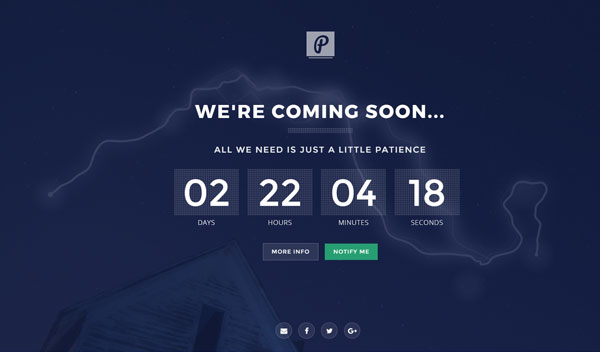 P
WE'RE COMING SOON...
ALL WE NEED IS JUST A LITTLE PATIENCE
02 22 04 18
DAYS HOURS MINUTES SECONDS
MORE INFO NOTIFY ME
f G+